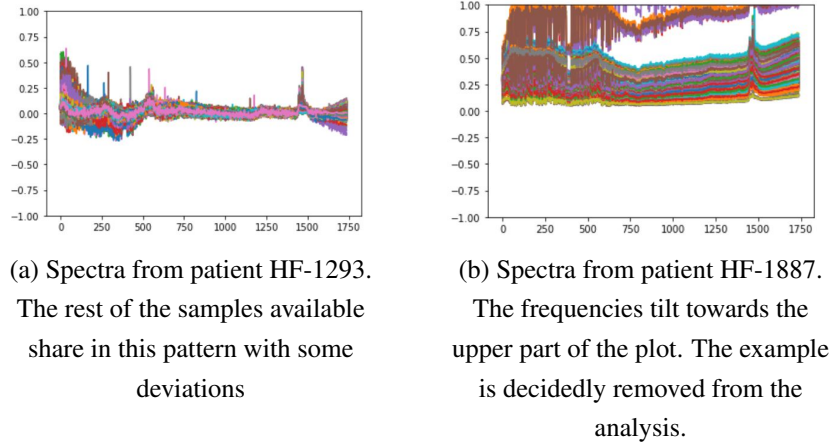 1.00
0.75
0.50
0.25
0.00
−0.25
−0.50
−0.75
−1.00
0 250 500 750 1000 1250 1500 1750
(a) Spectra from patient HF-1293.
The rest of the samples available
share in this pattern with some
deviations
1.00
0.75
0.50
0.25
0.00
−0.25
−0.50
−0.75
−1.00
0 250 500 750 1000 1250 1500 1750
(b) Spectra from patient HF-1887.
The frequencies tilt towards the
upper part of the plot. The example
is decidedly removed from the
analysis.